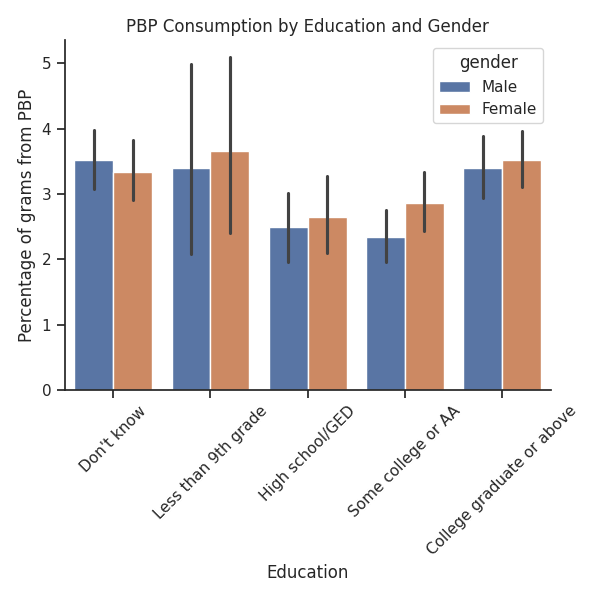 PBP Consumption by Education and Gender
Percentage of grams from PBP
5
4
3
2
1
0
gender
Male
Female
Don't know
Less than 9th grade
High school/GED
Some college or AA
College graduate or above
Education